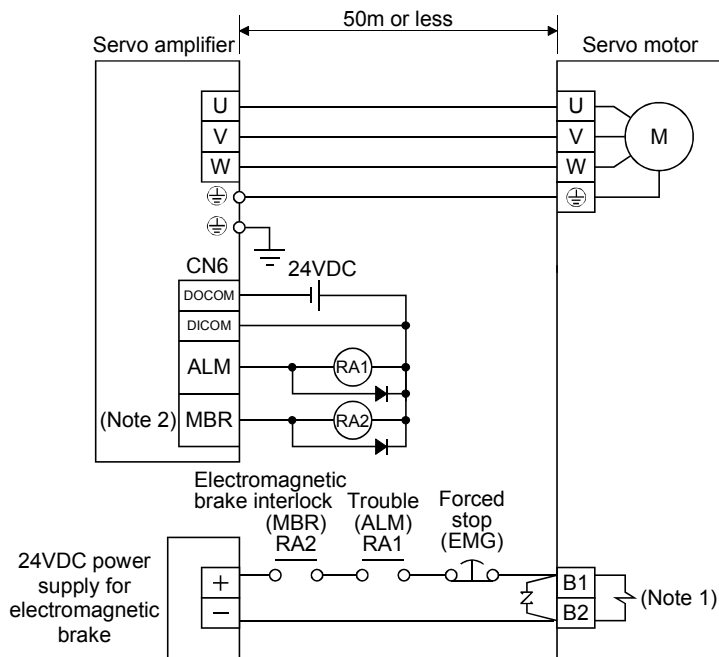 50m or less
Servo amplifier
Servo motor
U
V
W
U
V
W
M
CN6
24VDC
DOCOM
DICOM
ALM
RA1
(Note 2)
MBR
RA2
Electromagnetic
brake interlock
(MBR)
RA2
Trouble
(ALM)
RA1
Forced
stop
(EMG)
24VDC power
supply for
electromagnetic
brake
+
−
B1
B2
(Note 1)